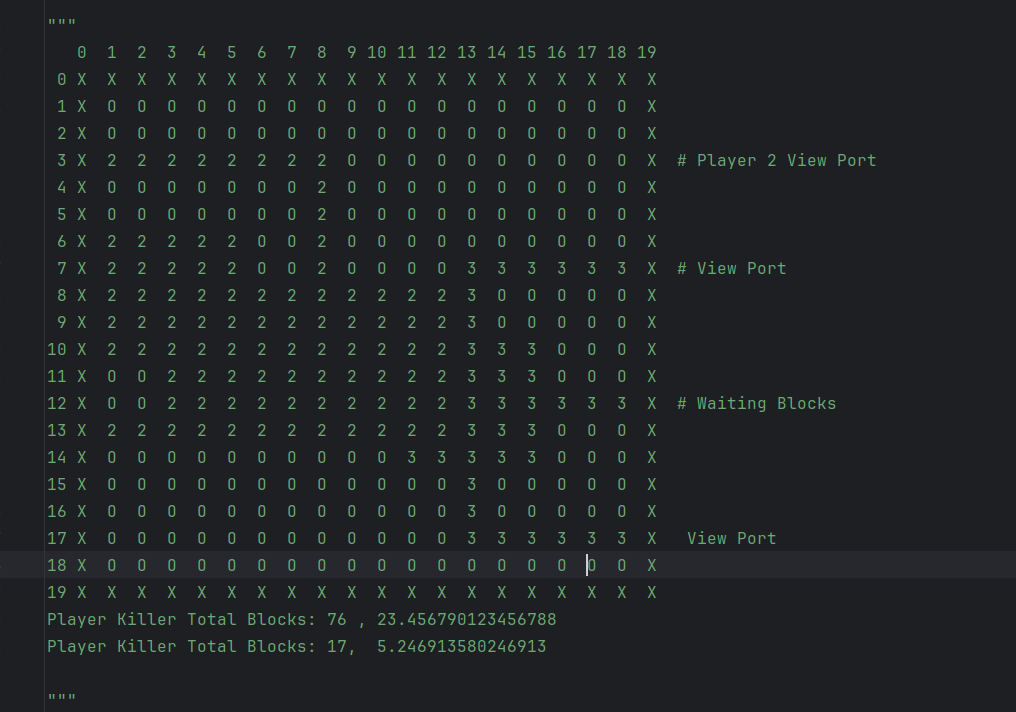 """
   0  1  2  3  4  5  6  7  8  9 10 11 12 13 14 15 16 17 18 19
 0 X  X  X  X  X  X  X  X  X  X  X  X  X  X  X  X  X  X  X  X
 1 X  0  0  0  0  0  0  0  0  0  0  0  0  0  0  0  0  0  0  X
 2 X  0  0  0  0  0  0  0  0  0  0  0  0  0  0  0  0  0  0  X
 3 X  2  2  2  2  2  2  2  2  0  0  0  0  0  0  0  0  0  0  X  # Player 2 View Port
 4 X  0  0  0  0  0  0  0  2  0  0  0  0  0  0  0  0  0  0  X
 5 X  0  0  0  0  0  0  0  2  0  0  0  0  0  0  0  0  0  0  X
 6 X  2  2  2  2  2  0  0  2  0  0  0  0  0  0  0  0  0  0  X
 7 X  2  2  2  2  2  0  0  2  0  0  0  0  3  3  3  3  3  3  X  # View Port
 8 X  2  2  2  2  2  2  2  2  2  2  2  2  3  0  0  0  0  0  X
 9 X  2  2  2  2  2  2  2  2  2  2  2  2  3  0  0  0  0  0  X
10 X  2  2  2  2  2  2  2  2  2  2  2  2  3  3  3  0  0  0  X
11 X  0  0  2  2  2  2  2  2  2  2  2  2  3  3  3  0  0  0  X
12 X  0  0  2  2  2  2  2  2  2  2  2  2  3  3  3  3  3  3  X  # Waiting Blocks
13 X  2  2  2  2  2  2  2  2  2  2  2  2  3  3  3  0  0  0  X
14 X  0  0  0  0  0  0  0  0  0  0  3  3  3  3  3  0  0  0  X
15 X  0  0  0  0  0  0  0  0  0  0  0  0  3  0  0  0  0  0  X
16 X  0  0  0  0  0  0  0  0  0  0  0  0  3  0  0  0  0  0  X
17 X  0  0  0  0  0  0  0  0  0  0  0  0  3  3  3  3  3  3  X   View Port
18 X  0  0  0  0  0  0  0  0  0  0  0  0  0  0  0  0  0  0  X
19 X  X  X  X  X  X  X  X  X  X  X  X  X  X  X  X  X  X  X  X
Player Killer Total Blocks: 76 , 23.456790123456788
Player Killer Total Blocks: 17,  5.246913580246913
"""